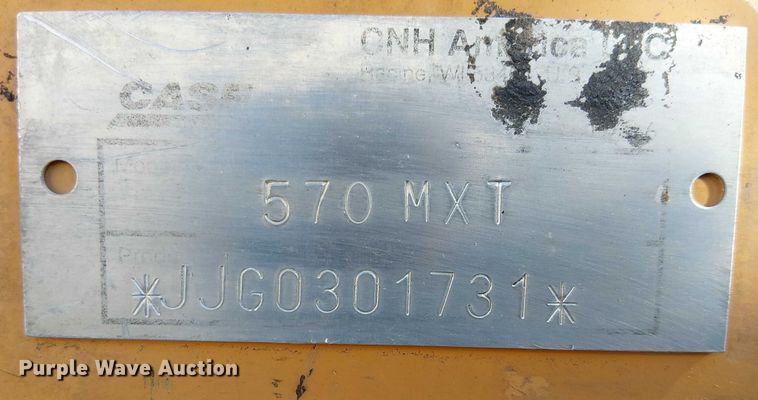 CNH America LLC
CASE
570 MXT
*JJG0301731*
Purple Wave Auction